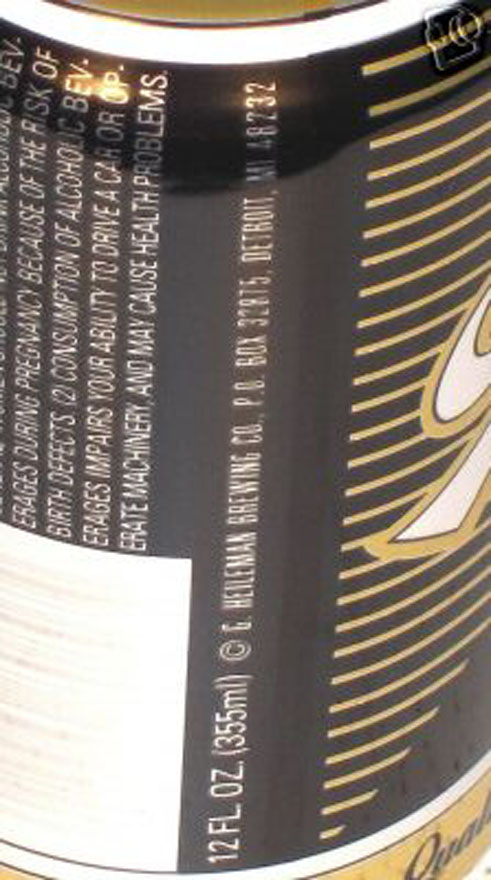 ERAGES DURING PREGNANCY BECAUSE OF THE RISK OF
BIRTH DEFECTS. (2) CONSUMPTION OF ALCOHOLIC BEV-
ERAGES IMPAIRS YOUR ABILITY TO DRIVE A CAR OR OP-
ERATE MACHINERY, AND MAY CAUSE HEALTH PROBLEMS.
12 FL. OZ. (355ml) © G. HEILEMAN BREWING CO., P.O. BOX 32875, DETROIT, MI 48232